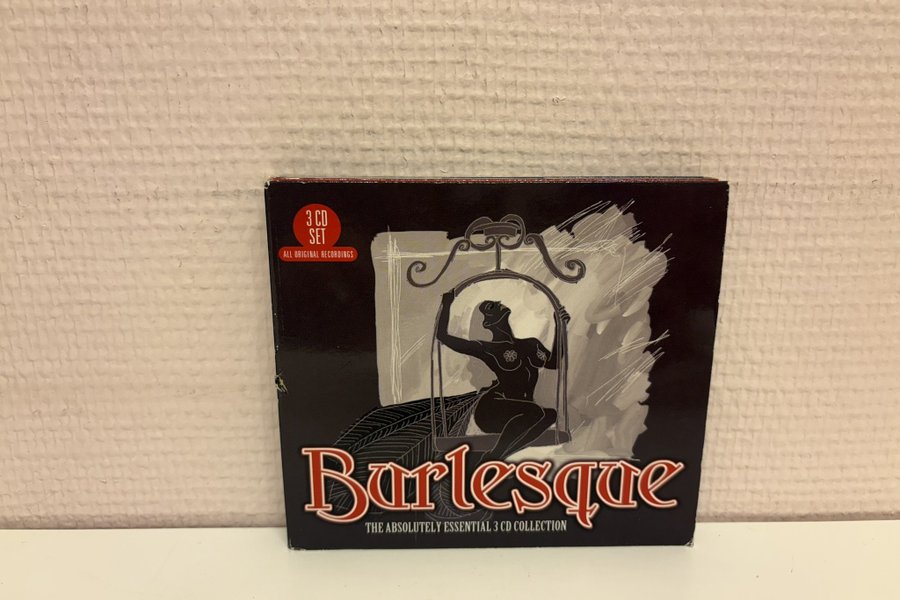 3 CD
SET
ALL ORIGINAL RECORDINGS
Burlesque
THE ABSOLUTELY ESSENTIAL 3 CD COLLECTION